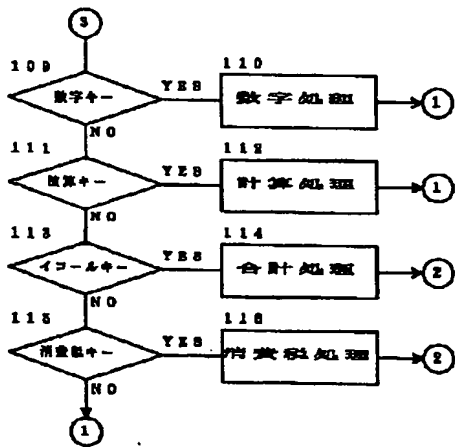 3
109
数字キー
YES
110
数字処理
1
NO
111
演算キー
YES
112
計算処理
1
NO
113
イコールキー
YES
114
合計処理
2
NO
115
消費税キー
YES
116
消費税処理
2
NO
1